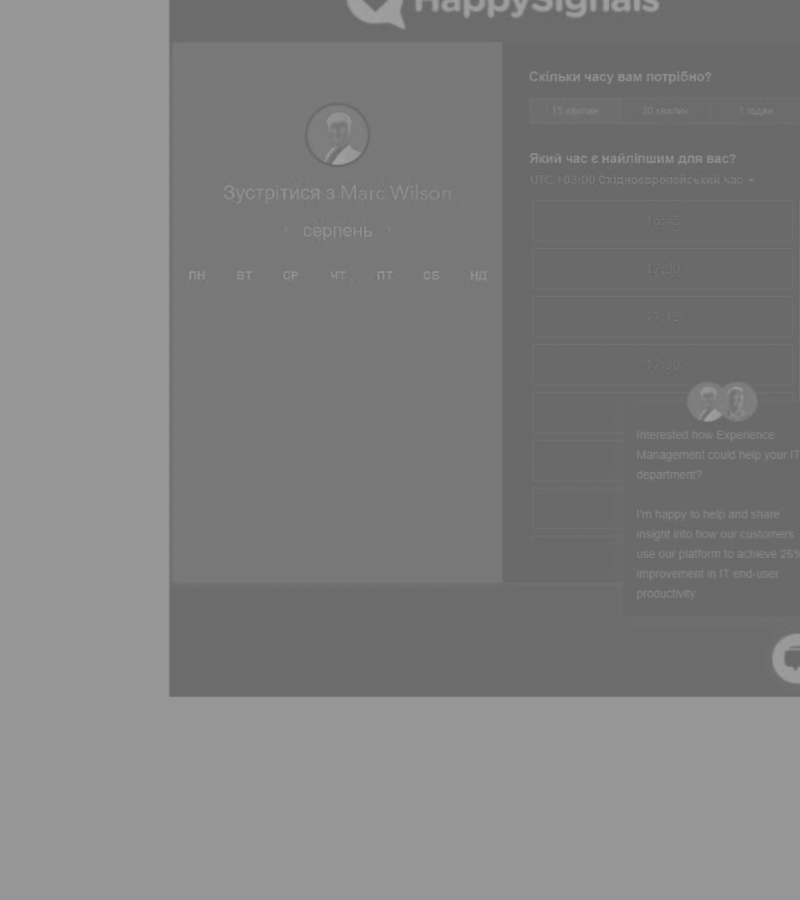 HappySignals
Зустрітися з Marc Wilson
‹ серпень ›
ПН ВТ СР ЧТ ПТ СБ НД
Скільки часу вам потрібно?
15 хвилин 30 хвилин 1 годин
Який час є найліпшим для вас?
UTC +03:00 Східноєвропейський час
16:45
17:00
17:15
17:30
Interested how Experience
Management could help your IT
department?
I'm happy to help and share
insight into how our customers
use our platform to achieve 26%
improvement in IT end-user
productivity.